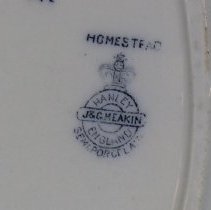 HOMESTEAD
HANLEY
J&G.MEAKIN
ENGLAND
SEMI-PORCELAIN